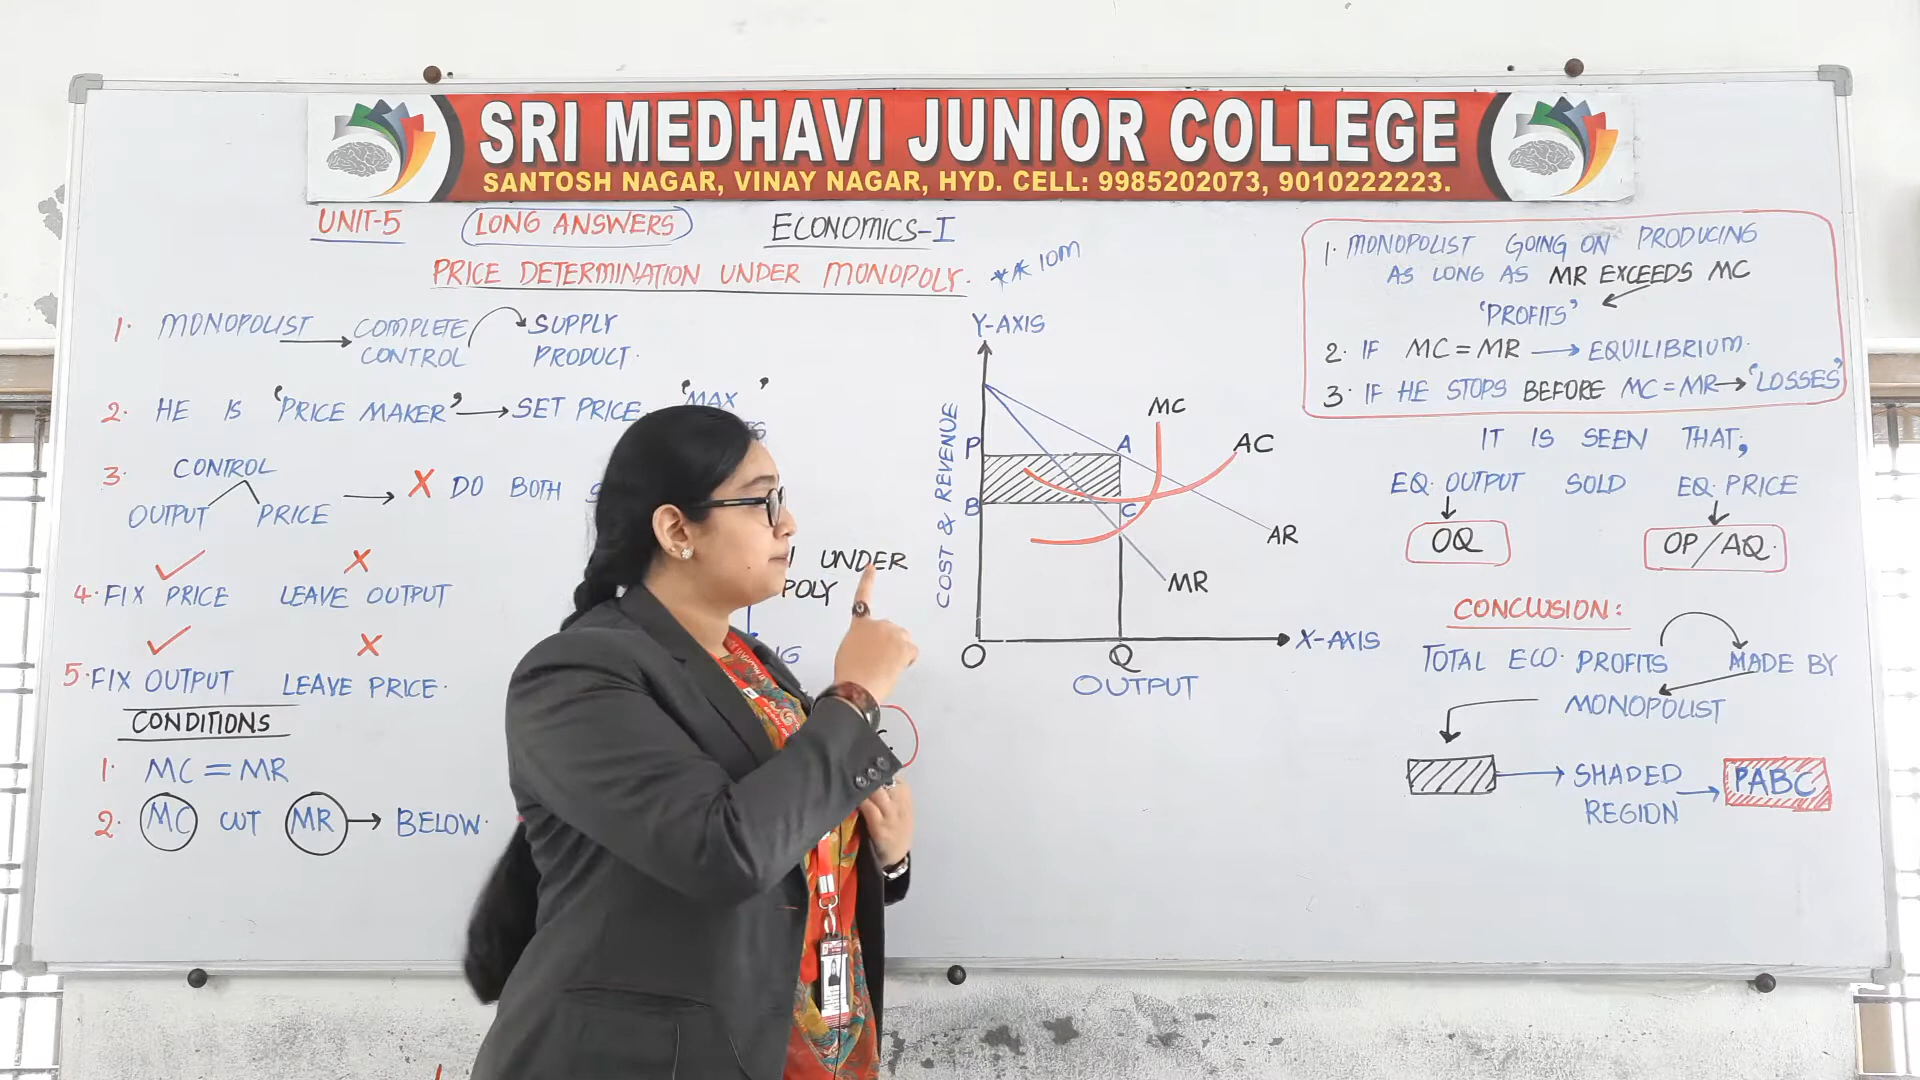 SRI MEDHAVI JUNIOR COLLEGE
SANTOSH NAGAR, VINAY NAGAR, HYD. CELL: 9985202073, 9010222223.
UNIT-5 LONG ANSWERS ECONOMICS-I
PRICE DETERMINATION UNDER MONOPOLY. ** 10M
1. MONOPOLIST COMPLETE CONTROL SUPPLY PRODUCT.
2. HE IS 'PRICE MAKER' SET PRICE 'MAX
3. CONTROL
OUTPUT PRICE X DO BOTH
4. FIX PRICE LEAVE OUTPUT
5. FIX OUTPUT LEAVE PRICE.
CONDITIONS
1. MC = MR
2. MC CUT MR BELOW.
UNDER
POLY
Y-AXIS
COST & REVENUE
P
B
A
C
MC
AC
AR
MR
O
Q
X-AXIS
OUTPUT
1. MONOPOLIST GOING ON PRODUCING
AS LONG AS MR EXCEEDS MC
'PROFITS'
2. IF MC = MR EQUILIBRIUM.
3. IF HE STOPS BEFORE MC = MR 'LOSSES'
IT IS SEEN THAT;
EQ. OUTPUT SOLD EQ. PRICE
OQ OP/AQ.
CONCLUSION:
TOTAL ECO. PROFITS MADE BY
MONOPOLIST
SHADED
REGION
PABC